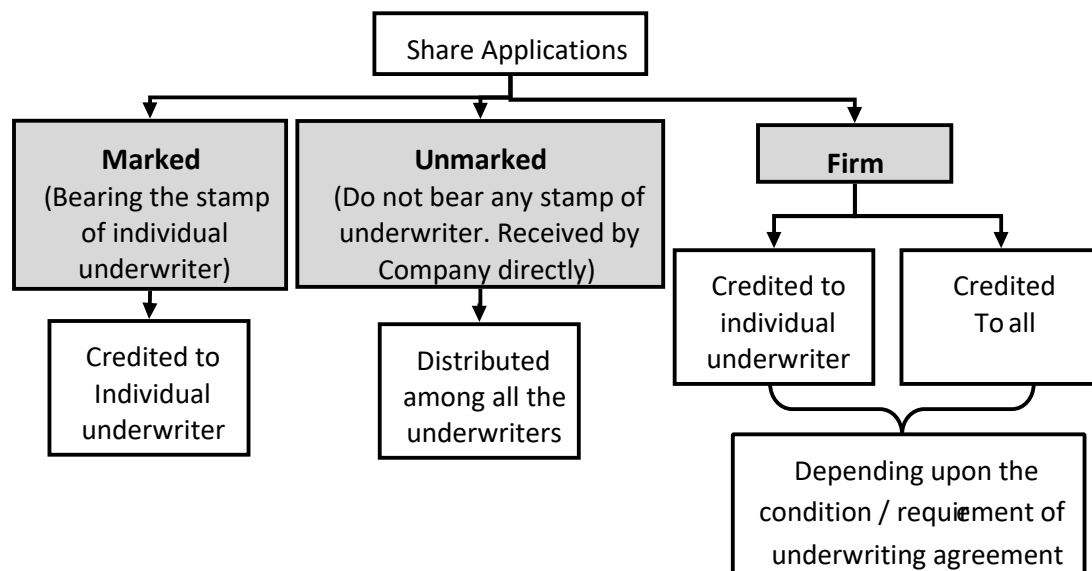 Share Applications
Marked
(Bearing the stamp
of individual
underwriter)
Unmarked
(Do not bear any stamp of
underwriter. Received by
Company directly)
Firm
Credited to
Individual
underwriter
Distributed
among all the
underwriters
Credited to
individual
underwriter
Credited
To all
Depending upon the
condition / requirement of
underwriting agreement